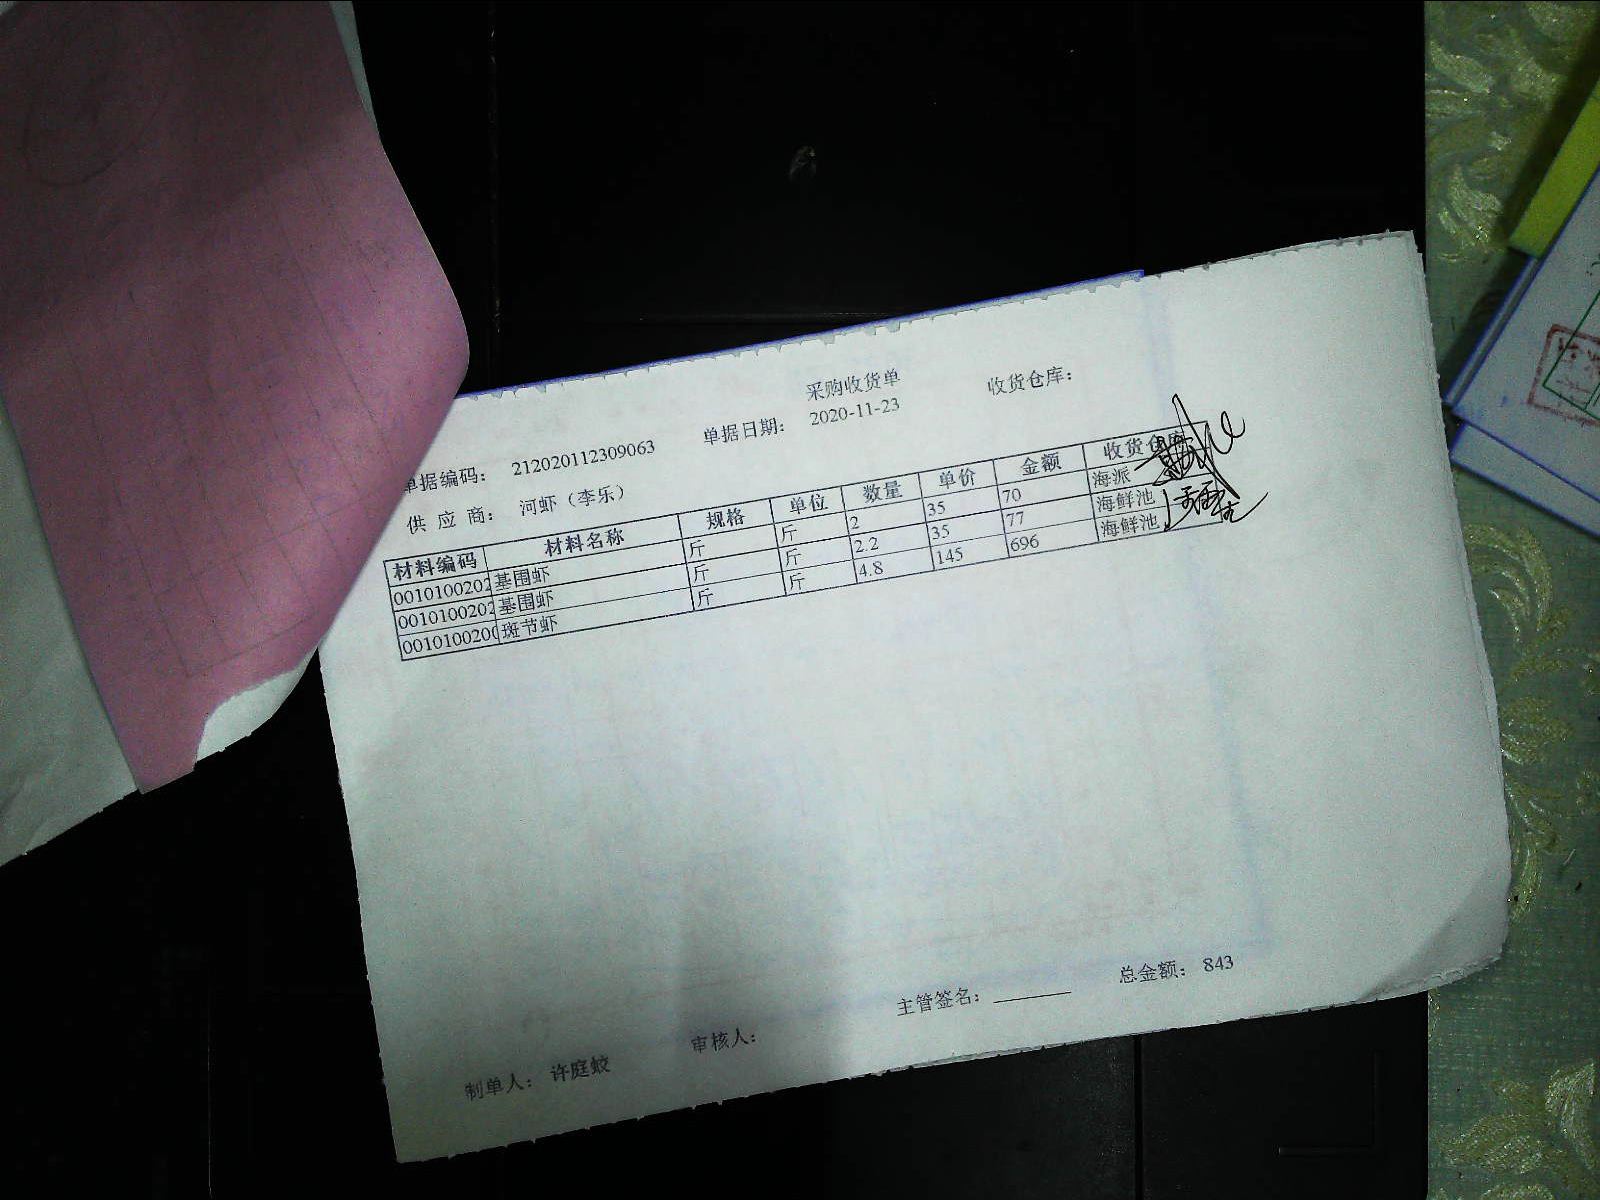 采购收货单
单据编码： 212020112309063 单据日期： 2020-11-23 收货仓库：
供 应 商： 河虾（李乐）
材料编码 材料名称 规格 单位 数量 单价 金额 收货仓库
0010100202 基围虾 斤 斤 2 35 70 海派
0010100202 基围虾 斤 斤 2.2 35 77 海鲜池
0010100200 斑节虾 斤 斤 4.8 145 696 海鲜池
制单人： 许庭蛟 审核人： 主管签名： 总金额： 843